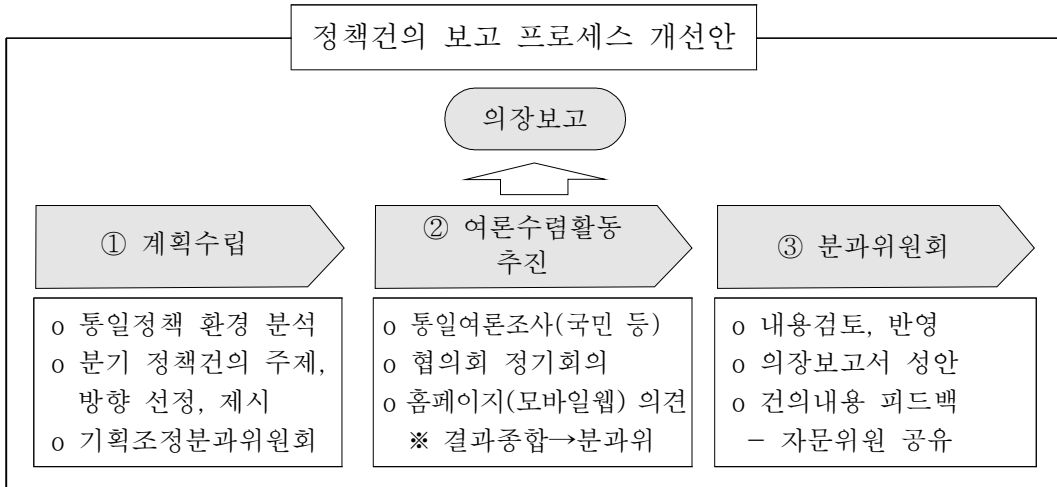 정책건의 보고 프로세스 개선안
의장보고
① 계획수립
o 통일정책 환경 분석
o 분기 정책건의 주제,
방향 선정, 제시
o 기획조정분과위원회
② 여론수렴활동
추진
o 통일여론조사(국민 등)
o 협의회 정기회의
o 홈페이지(모바일웹) 의견
※ 결과종합→분과위
③ 분과위원회
o 내용검토, 반영
o 의장보고서 성안
o 건의내용 피드백
- 자문위원 공유